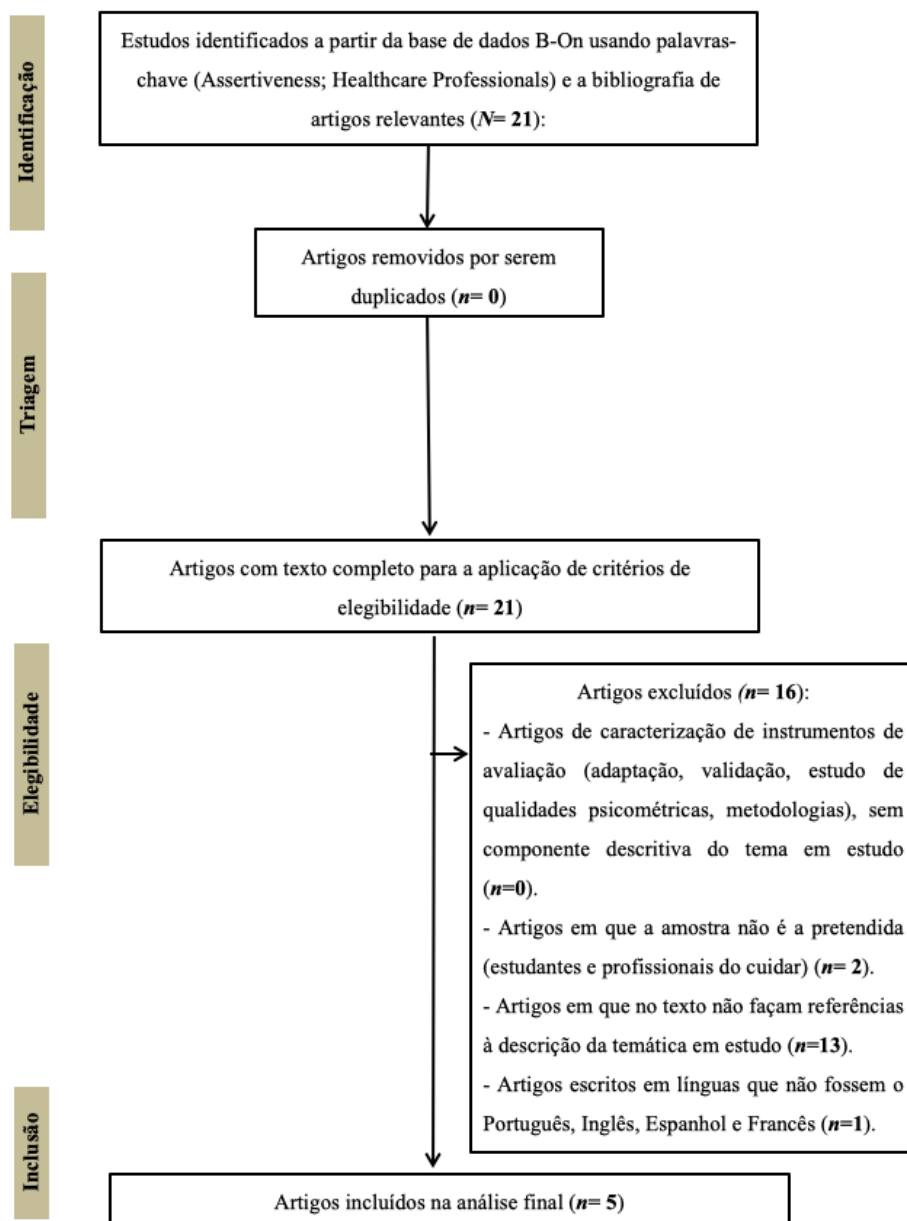 Identificação
Estudos identificados a partir da base de dados B-On usando palavras-
chave (Assertiveness; Healthcare Professionals) e a bibliografia de
artigos relevantes (N= 21):
Triagem
Artigos removidos por serem
duplicados (n= 0)
Artigos com texto completo para a aplicação de critérios de
elegibilidade (n= 21)
Elegibilidade
Artigos excluídos (n= 16):
- Artigos de caracterização de instrumentos de
avaliação (adaptação, validação, estudo de
qualidades psicométricas, metodologias), sem
componente descritiva do tema em estudo
(n=0).
- Artigos em que a amostra não é a pretendida
(estudantes e profissionais do cuidar) (n= 2).
- Artigos em que no texto não façam referências
à descrição da temática em estudo (n=13).
- Artigos escritos em línguas que não fossem o
Português, Inglês, Espanhol e Francês (n=1).
Inclusão
Artigos incluídos na análise final (n= 5)